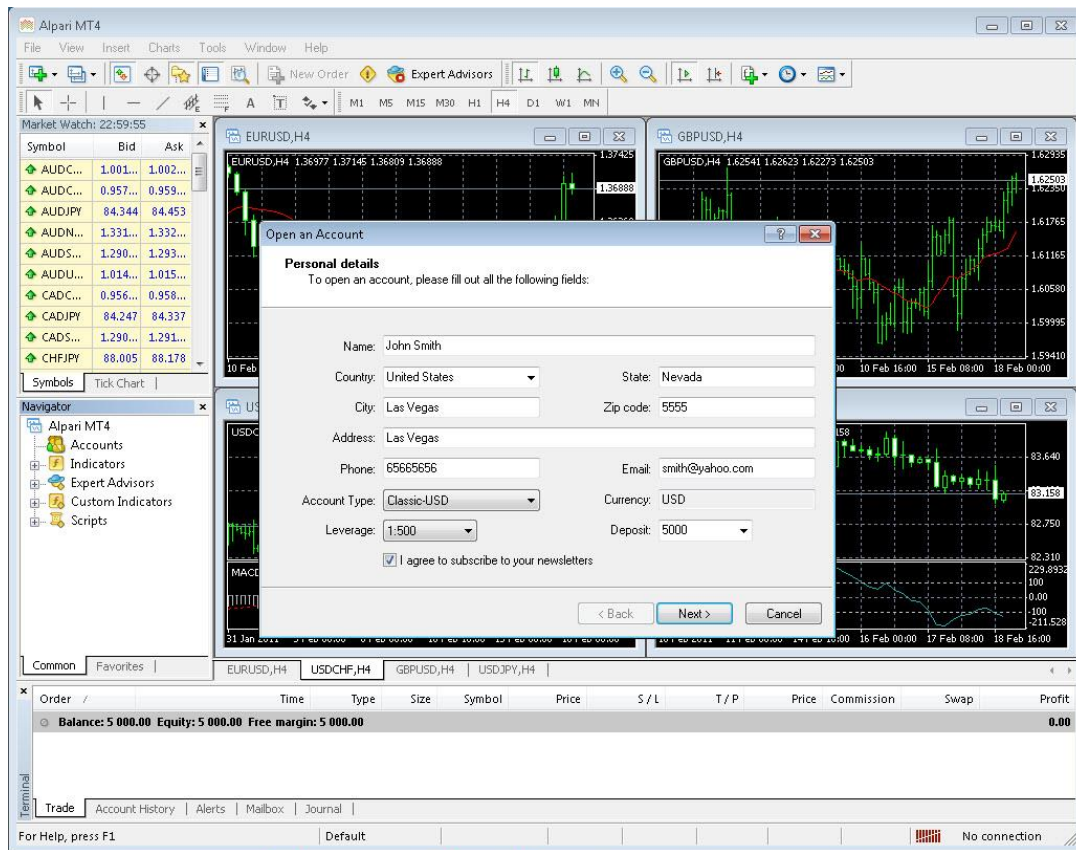 Alpari MT4
File View Insert Charts Tools Window Help
New Order Expert Advisors
A T M1 M5 M15 M30 H1 H4 D1 W1 MN
Market Watch: 22:59:55
Symbol Bid Ask
AUDC... 1.001... 1.002...
AUDC... 0.957... 0.959...
AUDJPY 84.344 84.453
AUDN... 1.331... 1.332...
AUDS... 1.290... 1.293...
AUDU... 1.014... 1.015...
CADC... 0.956... 0.958...
CADJPY 84.247 84.337
CADS... 1.290... 1.291...
CHFJPY 88.005 88.178
Symbols Tick Chart
Navigator
Alpari MT4
Accounts
Indicators
Expert Advisors
Custom Indicators
Scripts
Common Favorites
EURUSD,H4
EURUSD,H4 1.36977 1.37145 1.36809 1.36888
1.37425
1.36888
10 Feb
GBPUSD,H4
GBPUSD,H4 1.62541 1.62623 1.62273 1.62503
1.62935
1.62503
1.62350
1.61765
1.61165
1.60580
1.59995
1.59410
10 Feb 16:00 15 Feb 08:00 18 Feb 00:00
Open an Account
Personal details
To open an account, please fill out all the following fields:
Name: John Smith
Country: United States State: Nevada
City: Las Vegas Zip code: 5555
Address: Las Vegas
Phone: 65665656 Email: smith@yahoo.com
Account Type: Classic-USD Currency: USD
Leverage: 1:500 Deposit: 5000
I agree to subscribe to your newsletters
< Back Next > Cancel
US
USDC
MACD
31 Jan 2011
83.640
83.158
82.750
82.310
229.8932
100
0.00
-100
-211.528
16 Feb 00:00 17 Feb 08:00 18 Feb 16:00
EURUSD,H4 USDCHF,H4 GBPUSD,H4 USDJPY,H4
Order / Time Type Size Symbol Price S / L T / P Price Commission Swap Profit
Balance: 5 000.00 Equity: 5 000.00 Free margin: 5 000.00 0.00
Terminal
Trade Account History Alerts Mailbox Journal
For Help, press F1 Default No connection